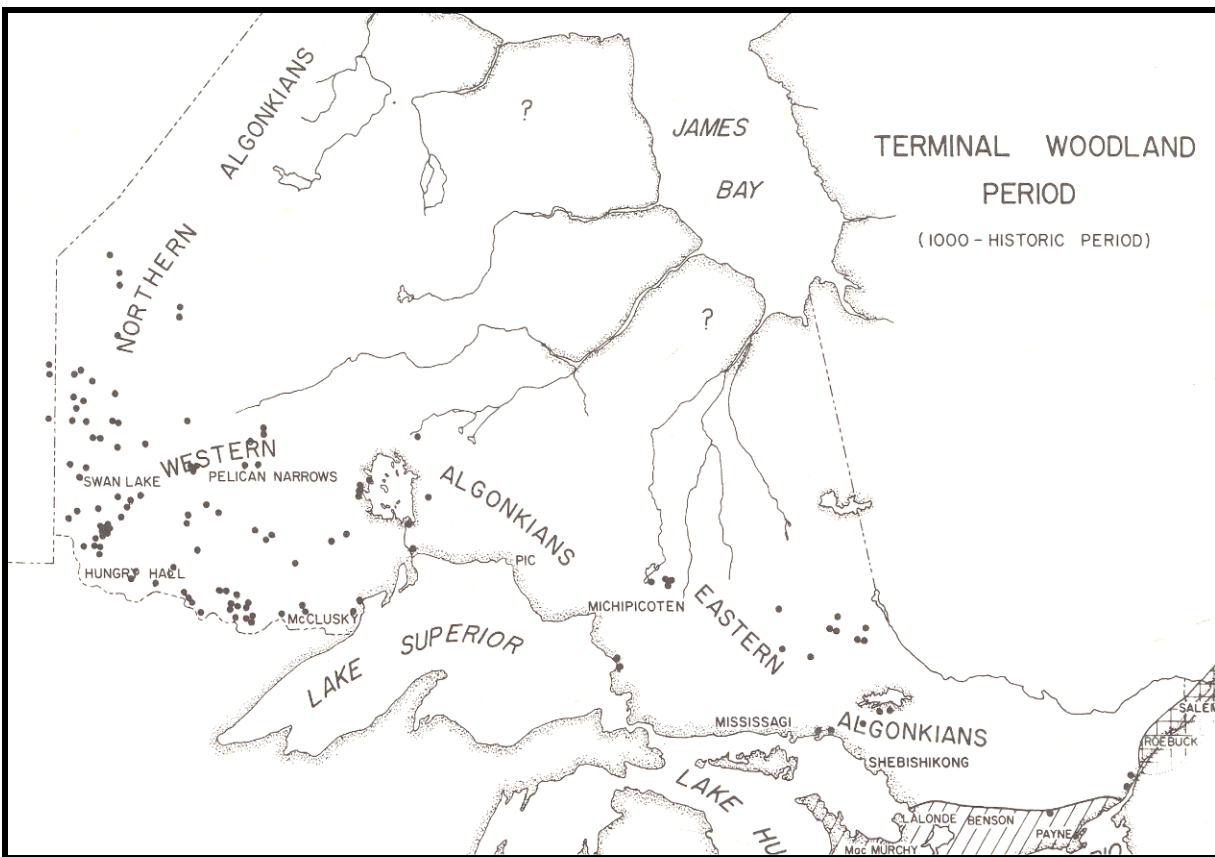 TERMINAL WOODLAND
PERIOD
(1000 - HISTORIC PERIOD)
JAMES
BAY
?
?
NORTHERN ALGONKIANS
WESTERN ALGONKIANS
SWAN LAKE
PELICAN NARROWS
HUNGRY HALL
McCLUSKY
PIC
MICHIPICOTEN
LAKE SUPERIOR
EASTERN ALGONKIANS
MISSISSAGI
SHEBISHIKONG
LAKE HU
ROEBUCK
SALEM
LALONDE
BENSON
PAYNE
Mac MURCHY
RIO